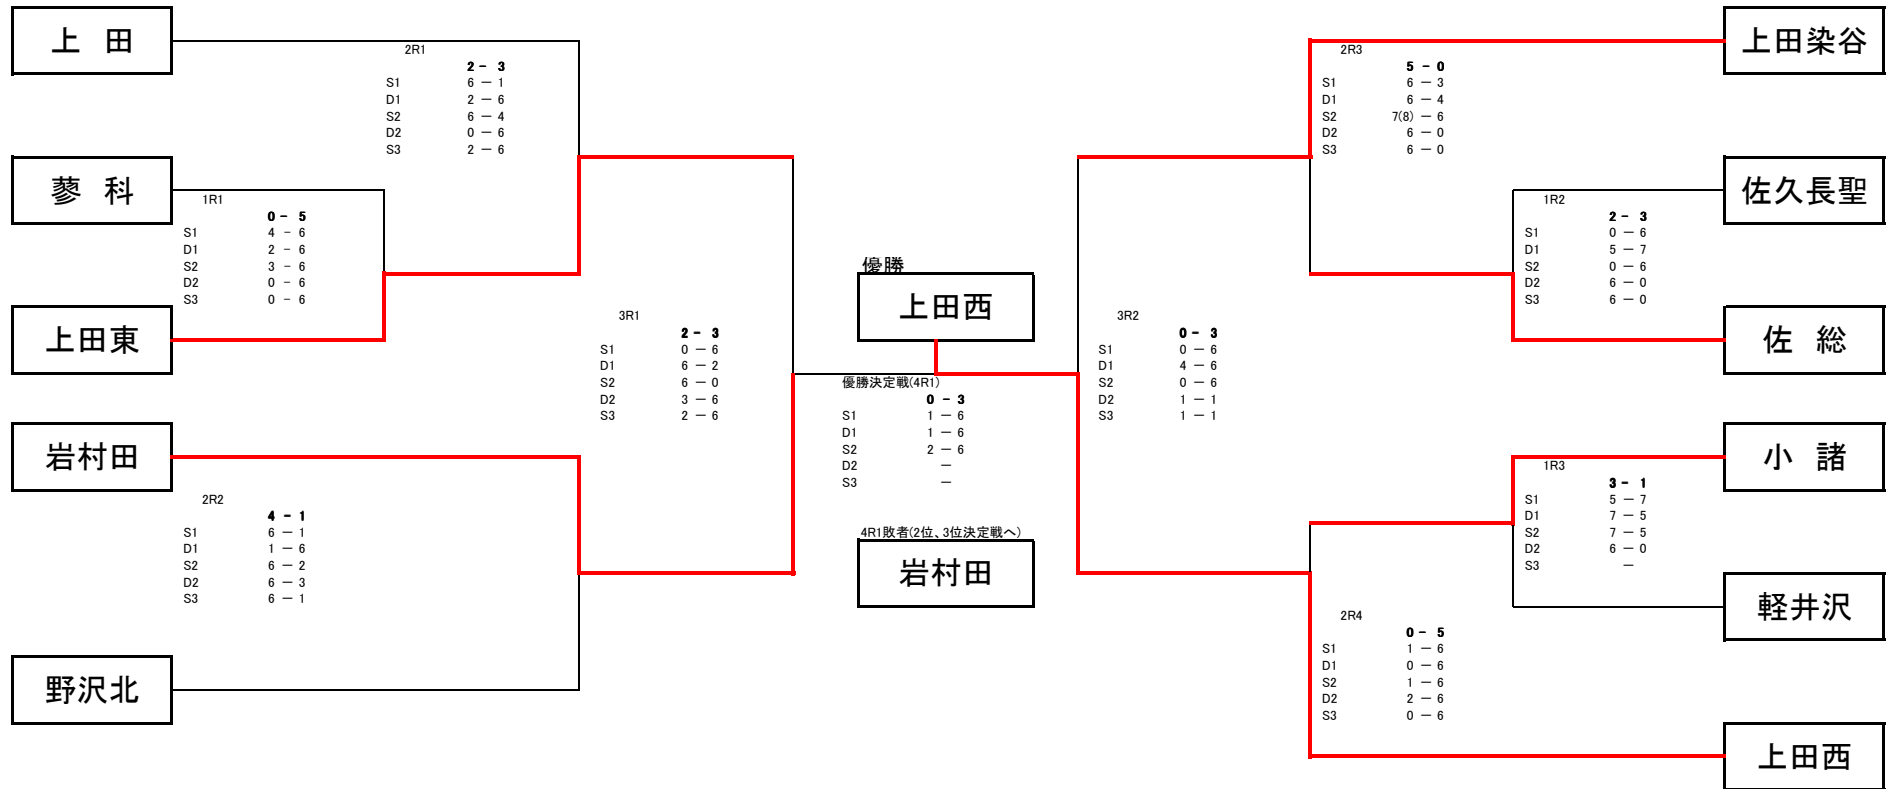 上　田
2R1
2 - 3
S1 6 － 1
D1 2 － 6
S2 6 － 4
D2 0 － 6
S3 2 － 6
蓼　科
1R1
0 - 5
S1 4 - 6
D1 2 - 6
S2 3 - 6
D2 0 - 6
S3 0 - 6
上田東
3R1
2 - 3
S1 0 － 6
D1 6 － 2
S2 6 － 0
D2 3 － 6
S3 2 － 6
岩村田
2R2
4 - 1
S1 6 － 1
D1 1 － 6
S2 6 － 2
D2 6 － 3
S3 6 － 1
野沢北
優勝
上田西
優勝決定戦(4R1)
0 - 3
S1 1 － 6
D1 1 － 6
S2 2 － 6
D2 －
S3 －
4R1敗者(2位、3位決定戦へ)
岩村田
上田染谷
2R3
5 - 0
S1 6 － 3
D1 6 － 4
S2 7(8) － 6
D2 6 － 0
S3 6 － 0
佐久長聖
1R2
2 - 3
S1 0 － 6
D1 5 － 7
S2 0 － 6
D2 6 － 0
S3 6 － 0
佐　総
3R2
0 - 3
S1 0 － 6
D1 4 － 6
S2 0 － 6
D2 1 － 1
S3 1 － 1
小　諸
1R3
3 - 1
S1 5 － 7
D1 7 － 5
S2 7 － 5
D2 6 － 0
S3 －
軽井沢
2R4
0 - 5
S1 1 － 6
D1 0 － 6
S2 1 － 6
D2 2 － 6
S3 0 － 6
上田西